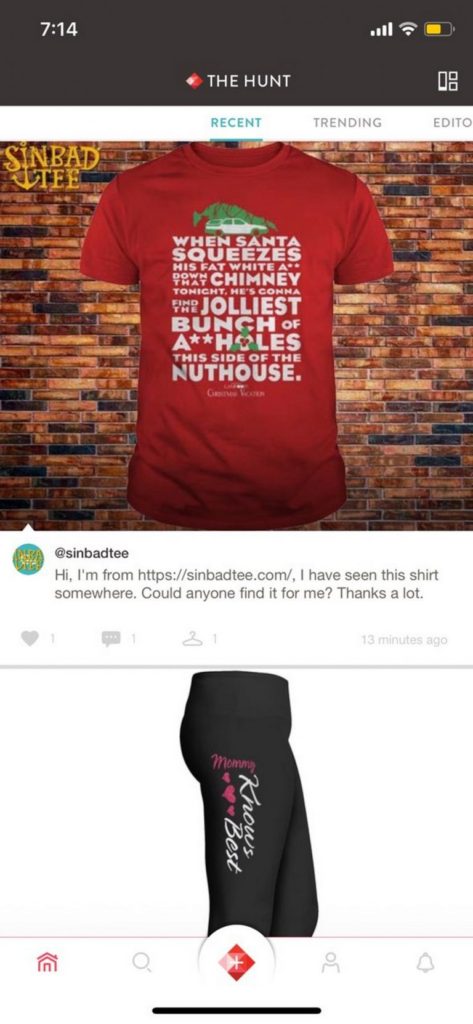 7:14
THE HUNT
RECENT
TRENDING
EDITO
SINBAD
TEE
WHEN SANTA
SQUEEZES
HIS FAT WHITE A**
DOWN THAT CHIMNEY
TONIGHT, HE'S GONNA
FIND THE JOLLIEST
BUNCH OF
A**HOLES
THIS SIDE OF THE
NUTHOUSE.
CHRISTMAS VACATION
@sinbadtee
Hi, I'm from https://sinbadtee.com/, I have seen this shirt
somewhere. Could anyone find it for me? Thanks a lot.
1
1
1
13 minutes ago
Mommy
Knows
Best